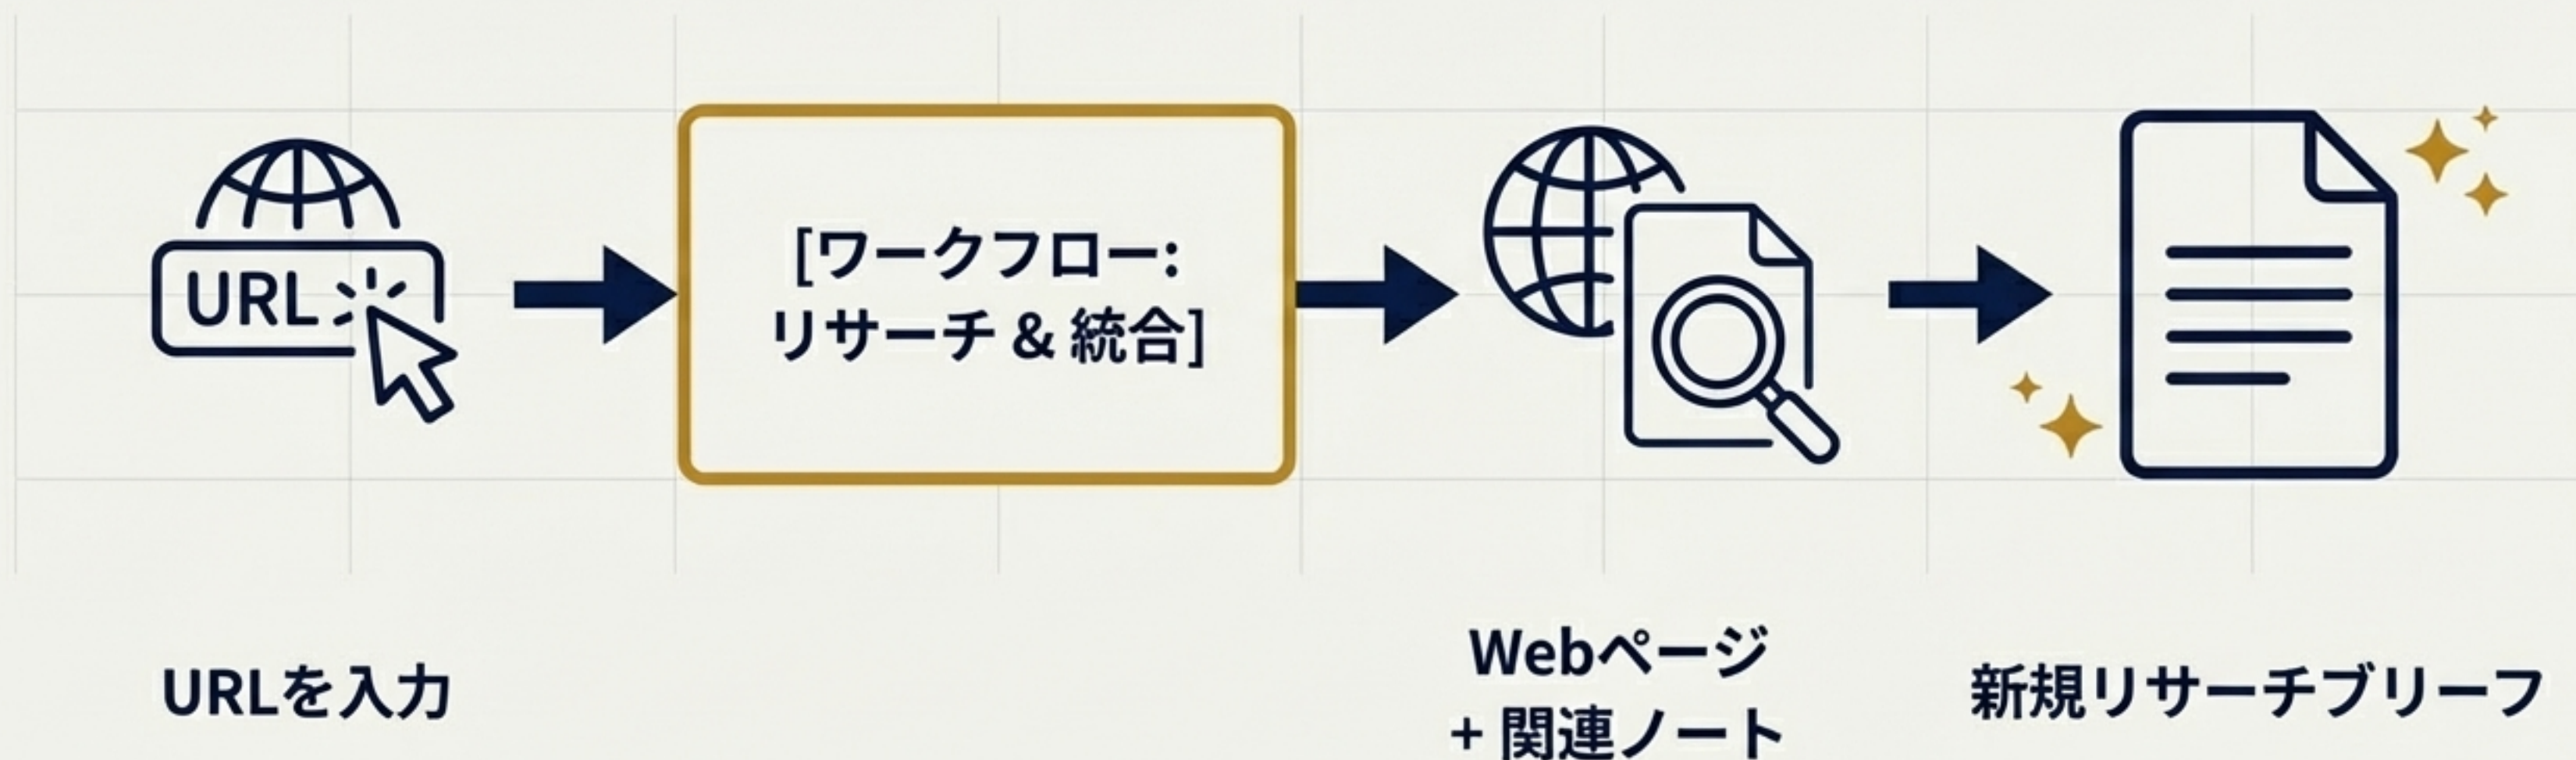 URL
[ワークフロー:
リサーチ & 統合]
URLを入力
Webページ
+ 関連ノート
新規リサーチブリーフ